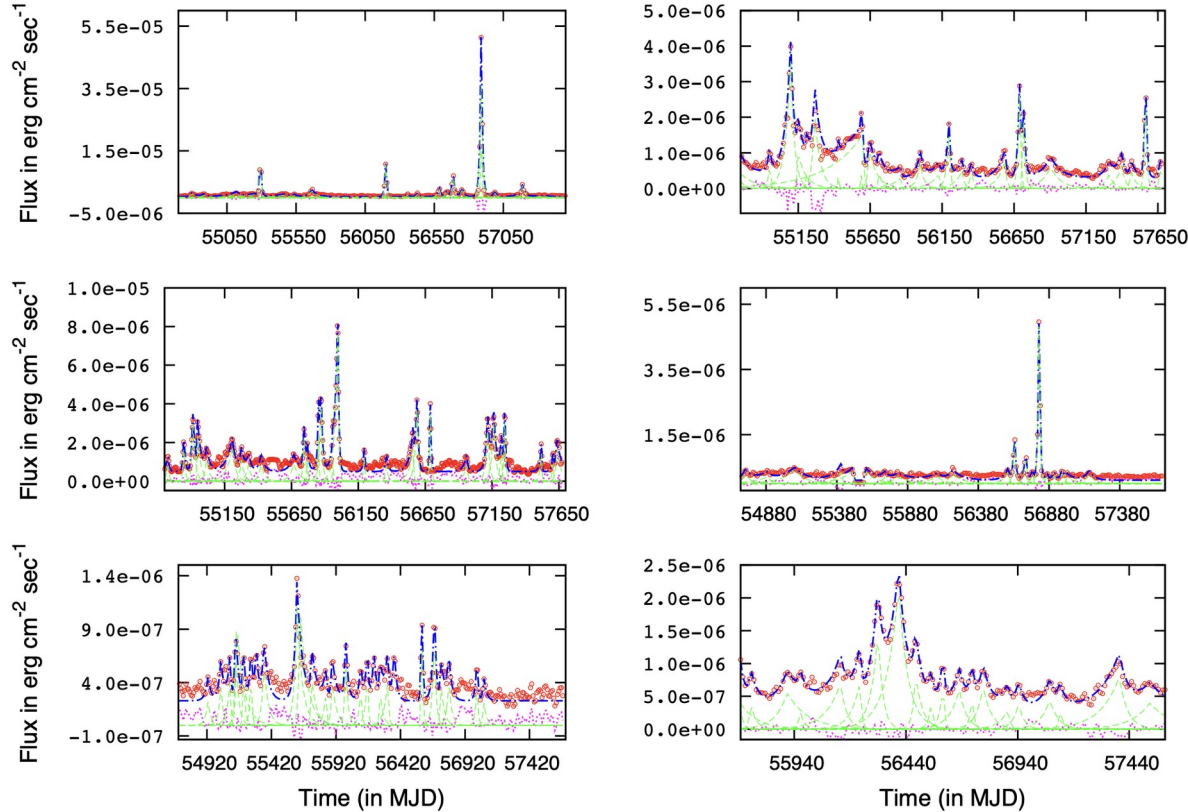 5.5e-05
3.5e-05
1.5e-05
-5.0e-06
55050 55550 56050 56550 57050
Flux in erg cm-2 sec-1
5.0e-06
4.0e-06
3.0e-06
2.0e-06
1.0e-06
0.0e+00
55150 55650 56150 56650 57150 57650
1.0e-05
8.0e-06
6.0e-06
4.0e-06
2.0e-06
0.0e+00
55150 55650 56150 56650 57150 57650
Flux in erg cm-2 sec-1
5.5e-06
3.5e-06
1.5e-06
54880 55380 55880 56380 56880 57380
1.4e-06
9.0e-07
4.0e-07
-1.0e-07
54920 55420 55920 56420 56920 57420
Flux in erg cm-2 sec-1
Time (in MJD)
2.5e-06
2.0e-06
1.5e-06
1.0e-06
5.0e-07
0.0e+00
55940 56440 56940 57440
Time (in MJD)